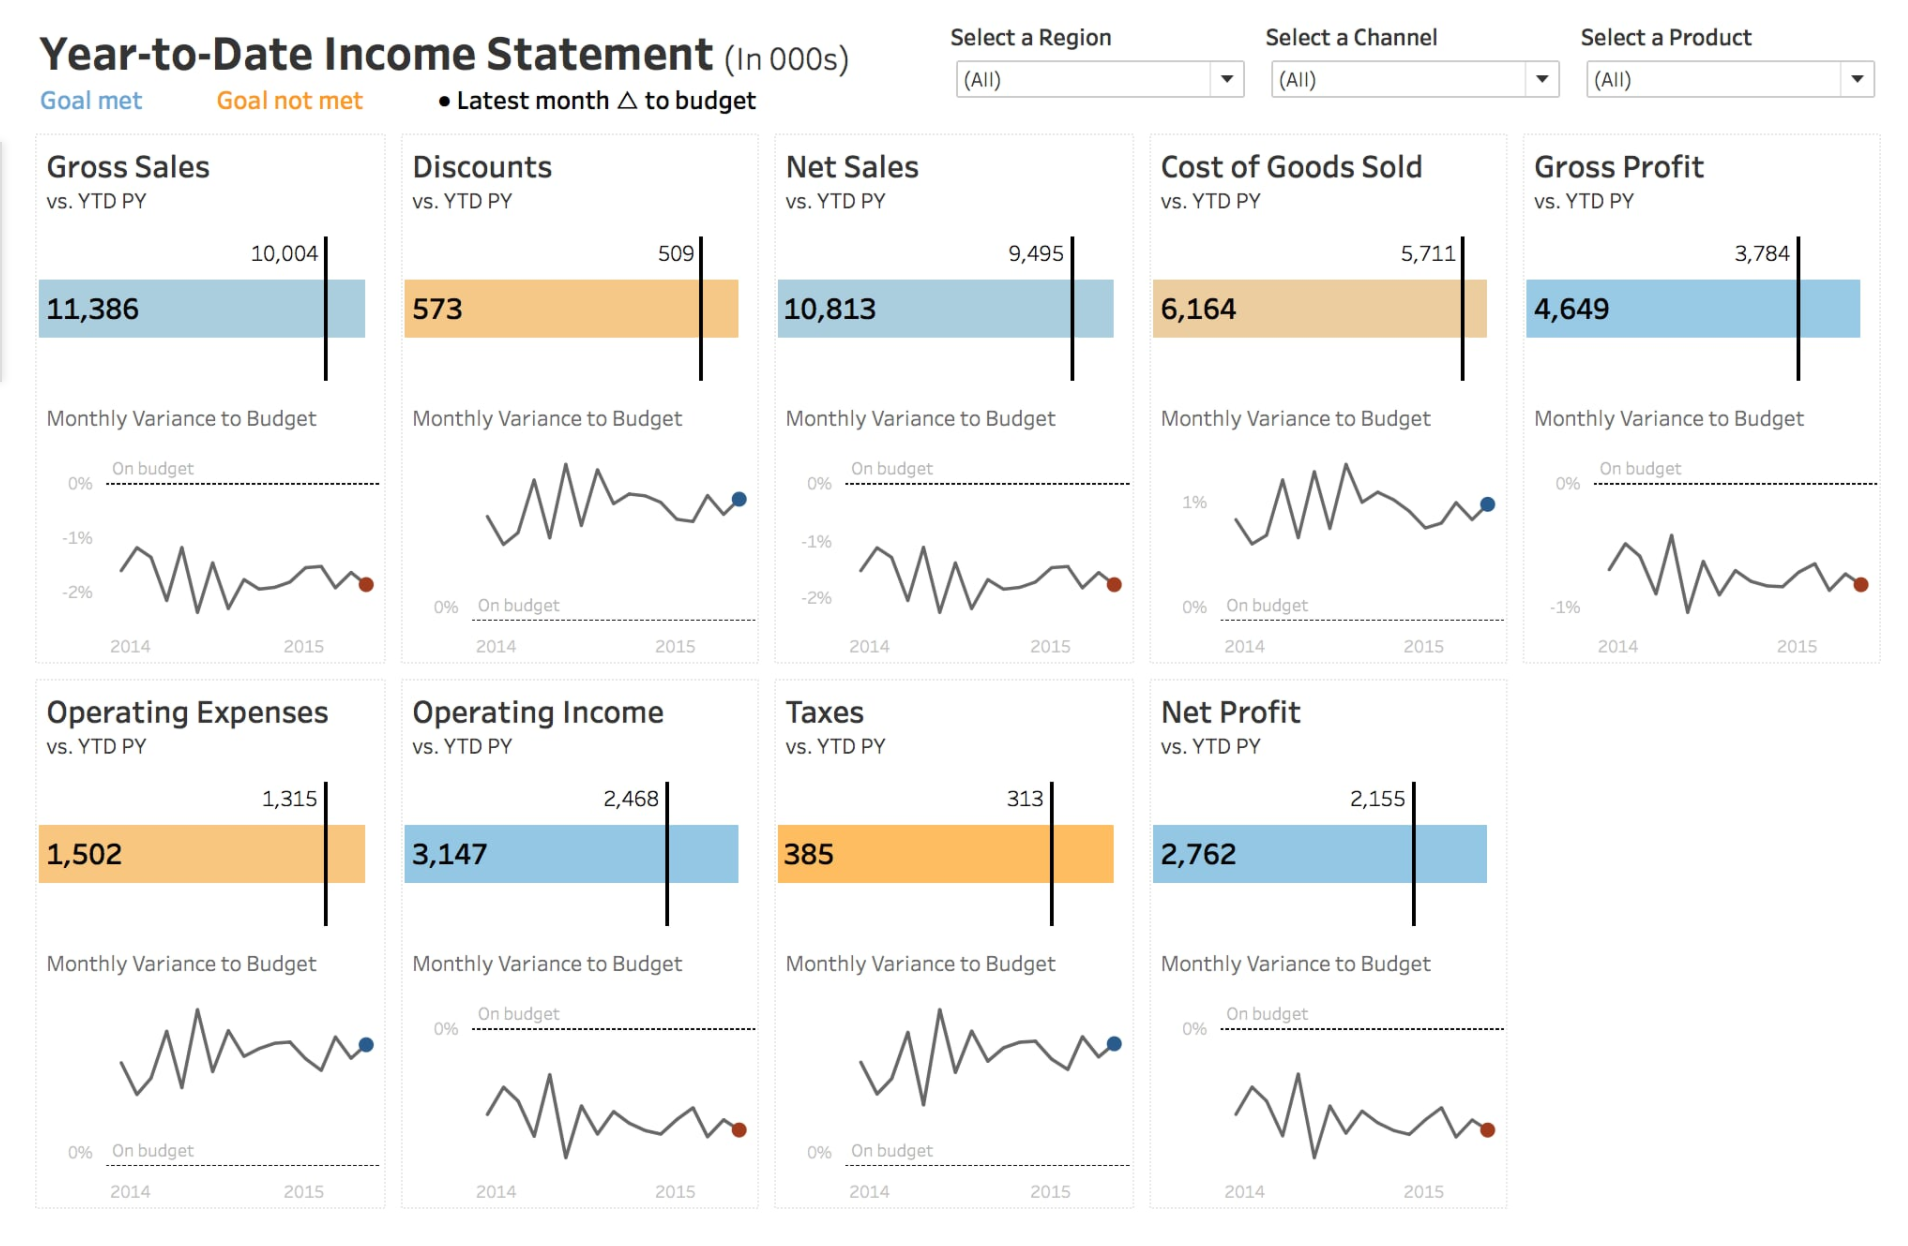 Year-to-Date Income Statement (In 000s)
Goal met Goal not met ● Latest month △ to budget
Select a Region
(All)
Select a Channel
(All)
Select a Product
(All)
Gross Sales
vs. YTD PY
10,004
11,386
Monthly Variance to Budget
On budget
0%
-1%
-2%
2014 2015
Discounts
vs. YTD PY
509
573
Monthly Variance to Budget
0% On budget
2014 2015
Net Sales
vs. YTD PY
9,495
10,813
Monthly Variance to Budget
On budget
0%
-1%
-2%
2014 2015
Cost of Goods Sold
vs. YTD PY
5,711
6,164
Monthly Variance to Budget
1%
0% On budget
2014 2015
Gross Profit
vs. YTD PY
3,784
4,649
Monthly Variance to Budget
On budget
0%
-1%
2014 2015
Operating Expenses
vs. YTD PY
1,315
1,502
Monthly Variance to Budget
0% On budget
2014 2015
Operating Income
vs. YTD PY
2,468
3,147
Monthly Variance to Budget
On budget
0%
2014 2015
Taxes
vs. YTD PY
313
385
Monthly Variance to Budget
0% On budget
2014 2015
Net Profit
vs. YTD PY
2,155
2,762
Monthly Variance to Budget
On budget
0%
2014 2015